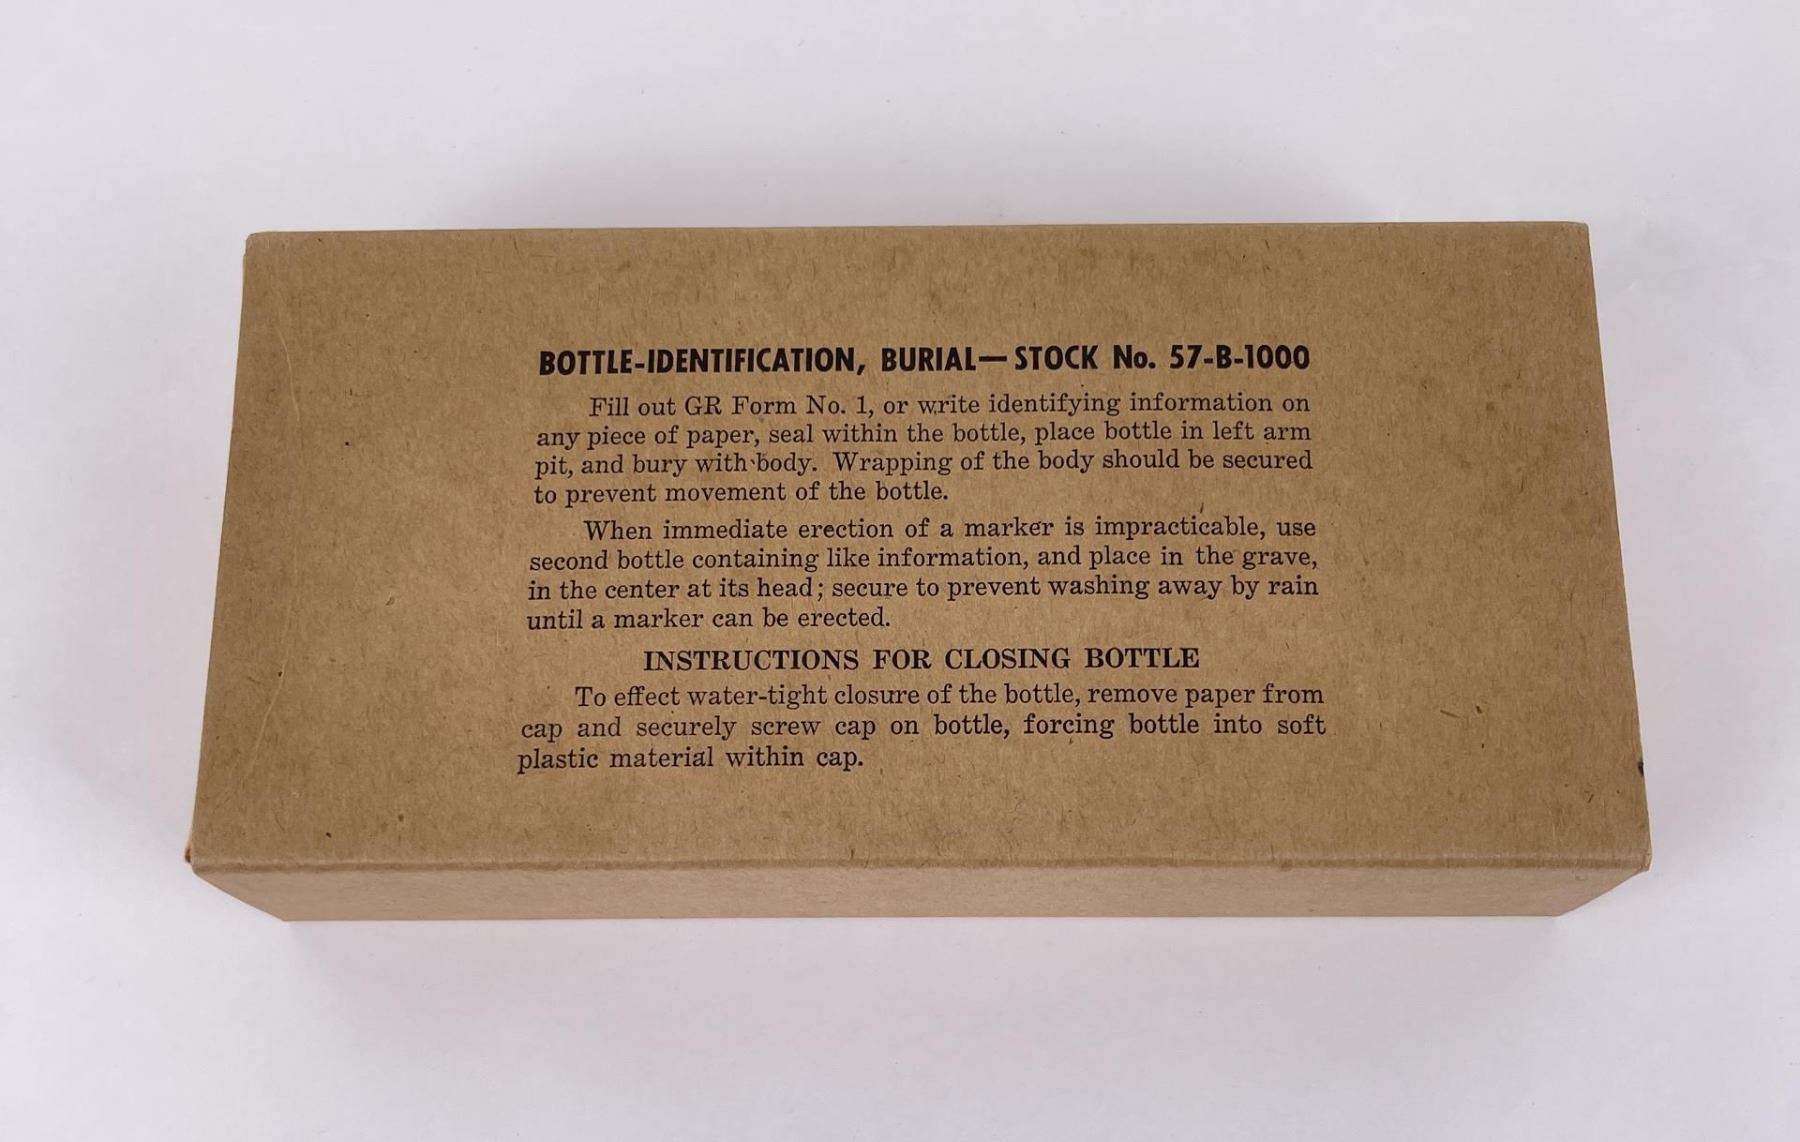 BOTTLE-IDENTIFICATION, BURIAL—STOCK No. 57-B-1000
Fill out GR Form No. 1, or write identifying information on
any piece of paper, seal within the bottle, place bottle in left arm
pit, and bury with body. Wrapping of the body should be secured
to prevent movement of the bottle.
When immediate erection of a marker is impracticable, use
second bottle containing like information, and place in the grave,
in the center at its head; secure to prevent washing away by rain
until a marker can be erected.
INSTRUCTIONS FOR CLOSING BOTTLE
To effect water-tight closure of the bottle, remove paper from
cap and securely screw cap on bottle, forcing bottle into soft
plastic material within cap.